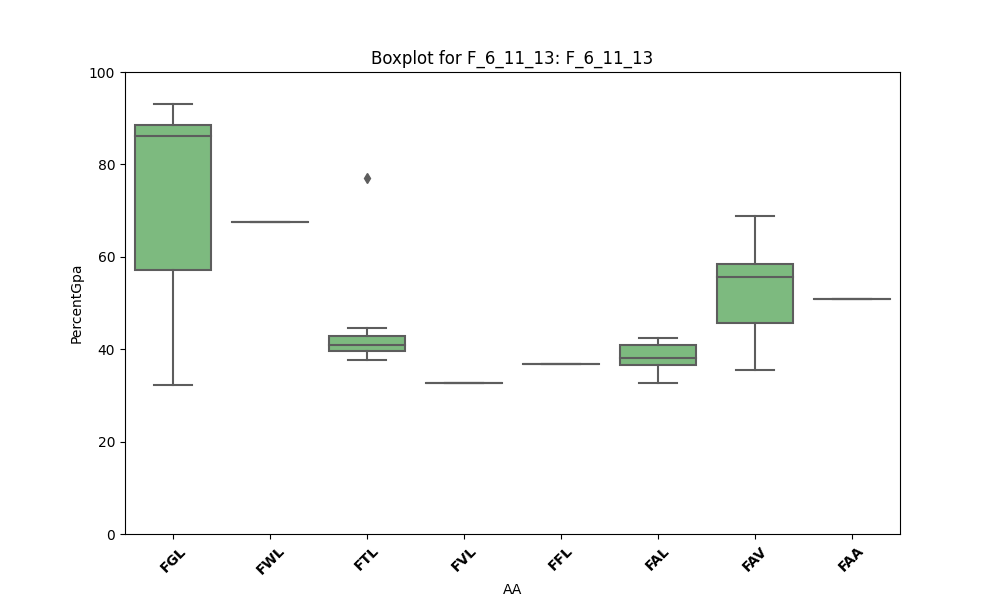 Boxplot for F_6_11_13: F_6_11_13
100
80
60
40
20
0
PercentGpa
FGL
FWL
FTL
FVL
FFL
FAL
FAV
FAA
AA